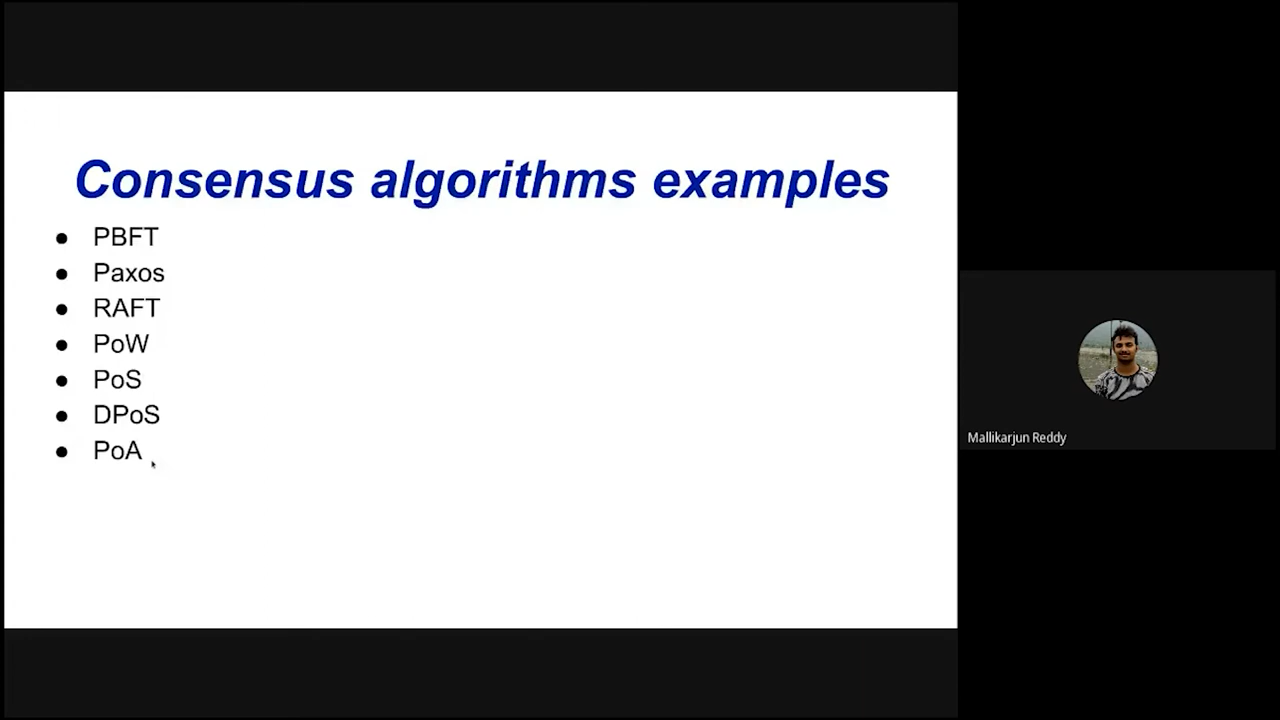 Consensus algorithms examples
● PBFT
● Paxos
● RAFT
● PoW
● PoS
● DPoS
● PoA
Mallikarjun Reddy